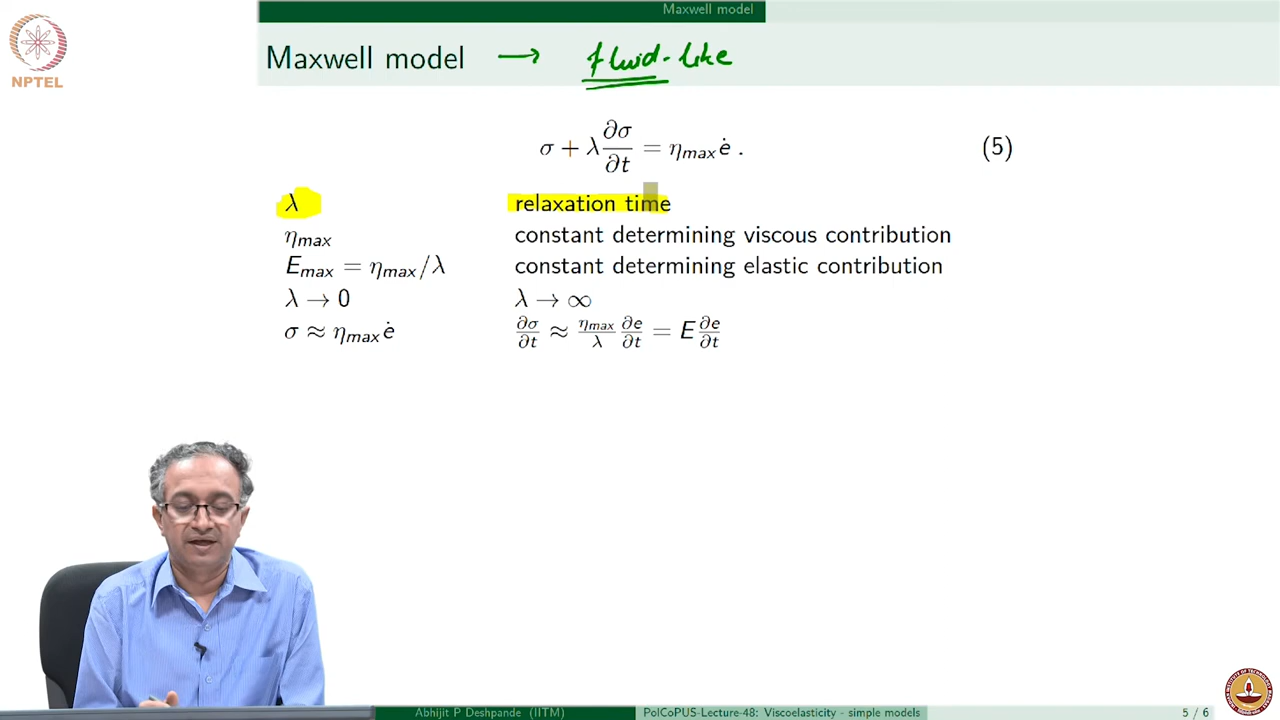 Maxwell model
NPTEL
Maxwell model → fluid-like
σ + λ ∂σ/∂t = η_max ė . (5)
λ relaxation time
η_max constant determining viscous contribution
E_max = η_max/λ constant determining elastic contribution
λ → 0 λ → ∞
σ ≈ η_max ė ∂σ/∂t ≈ η_max/λ ∂e/∂t = E ∂e/∂t
Abhijit P Deshpande (IITM) PolCoPUS-Lecture-48: Viscoelasticity - simple models 5 / 6